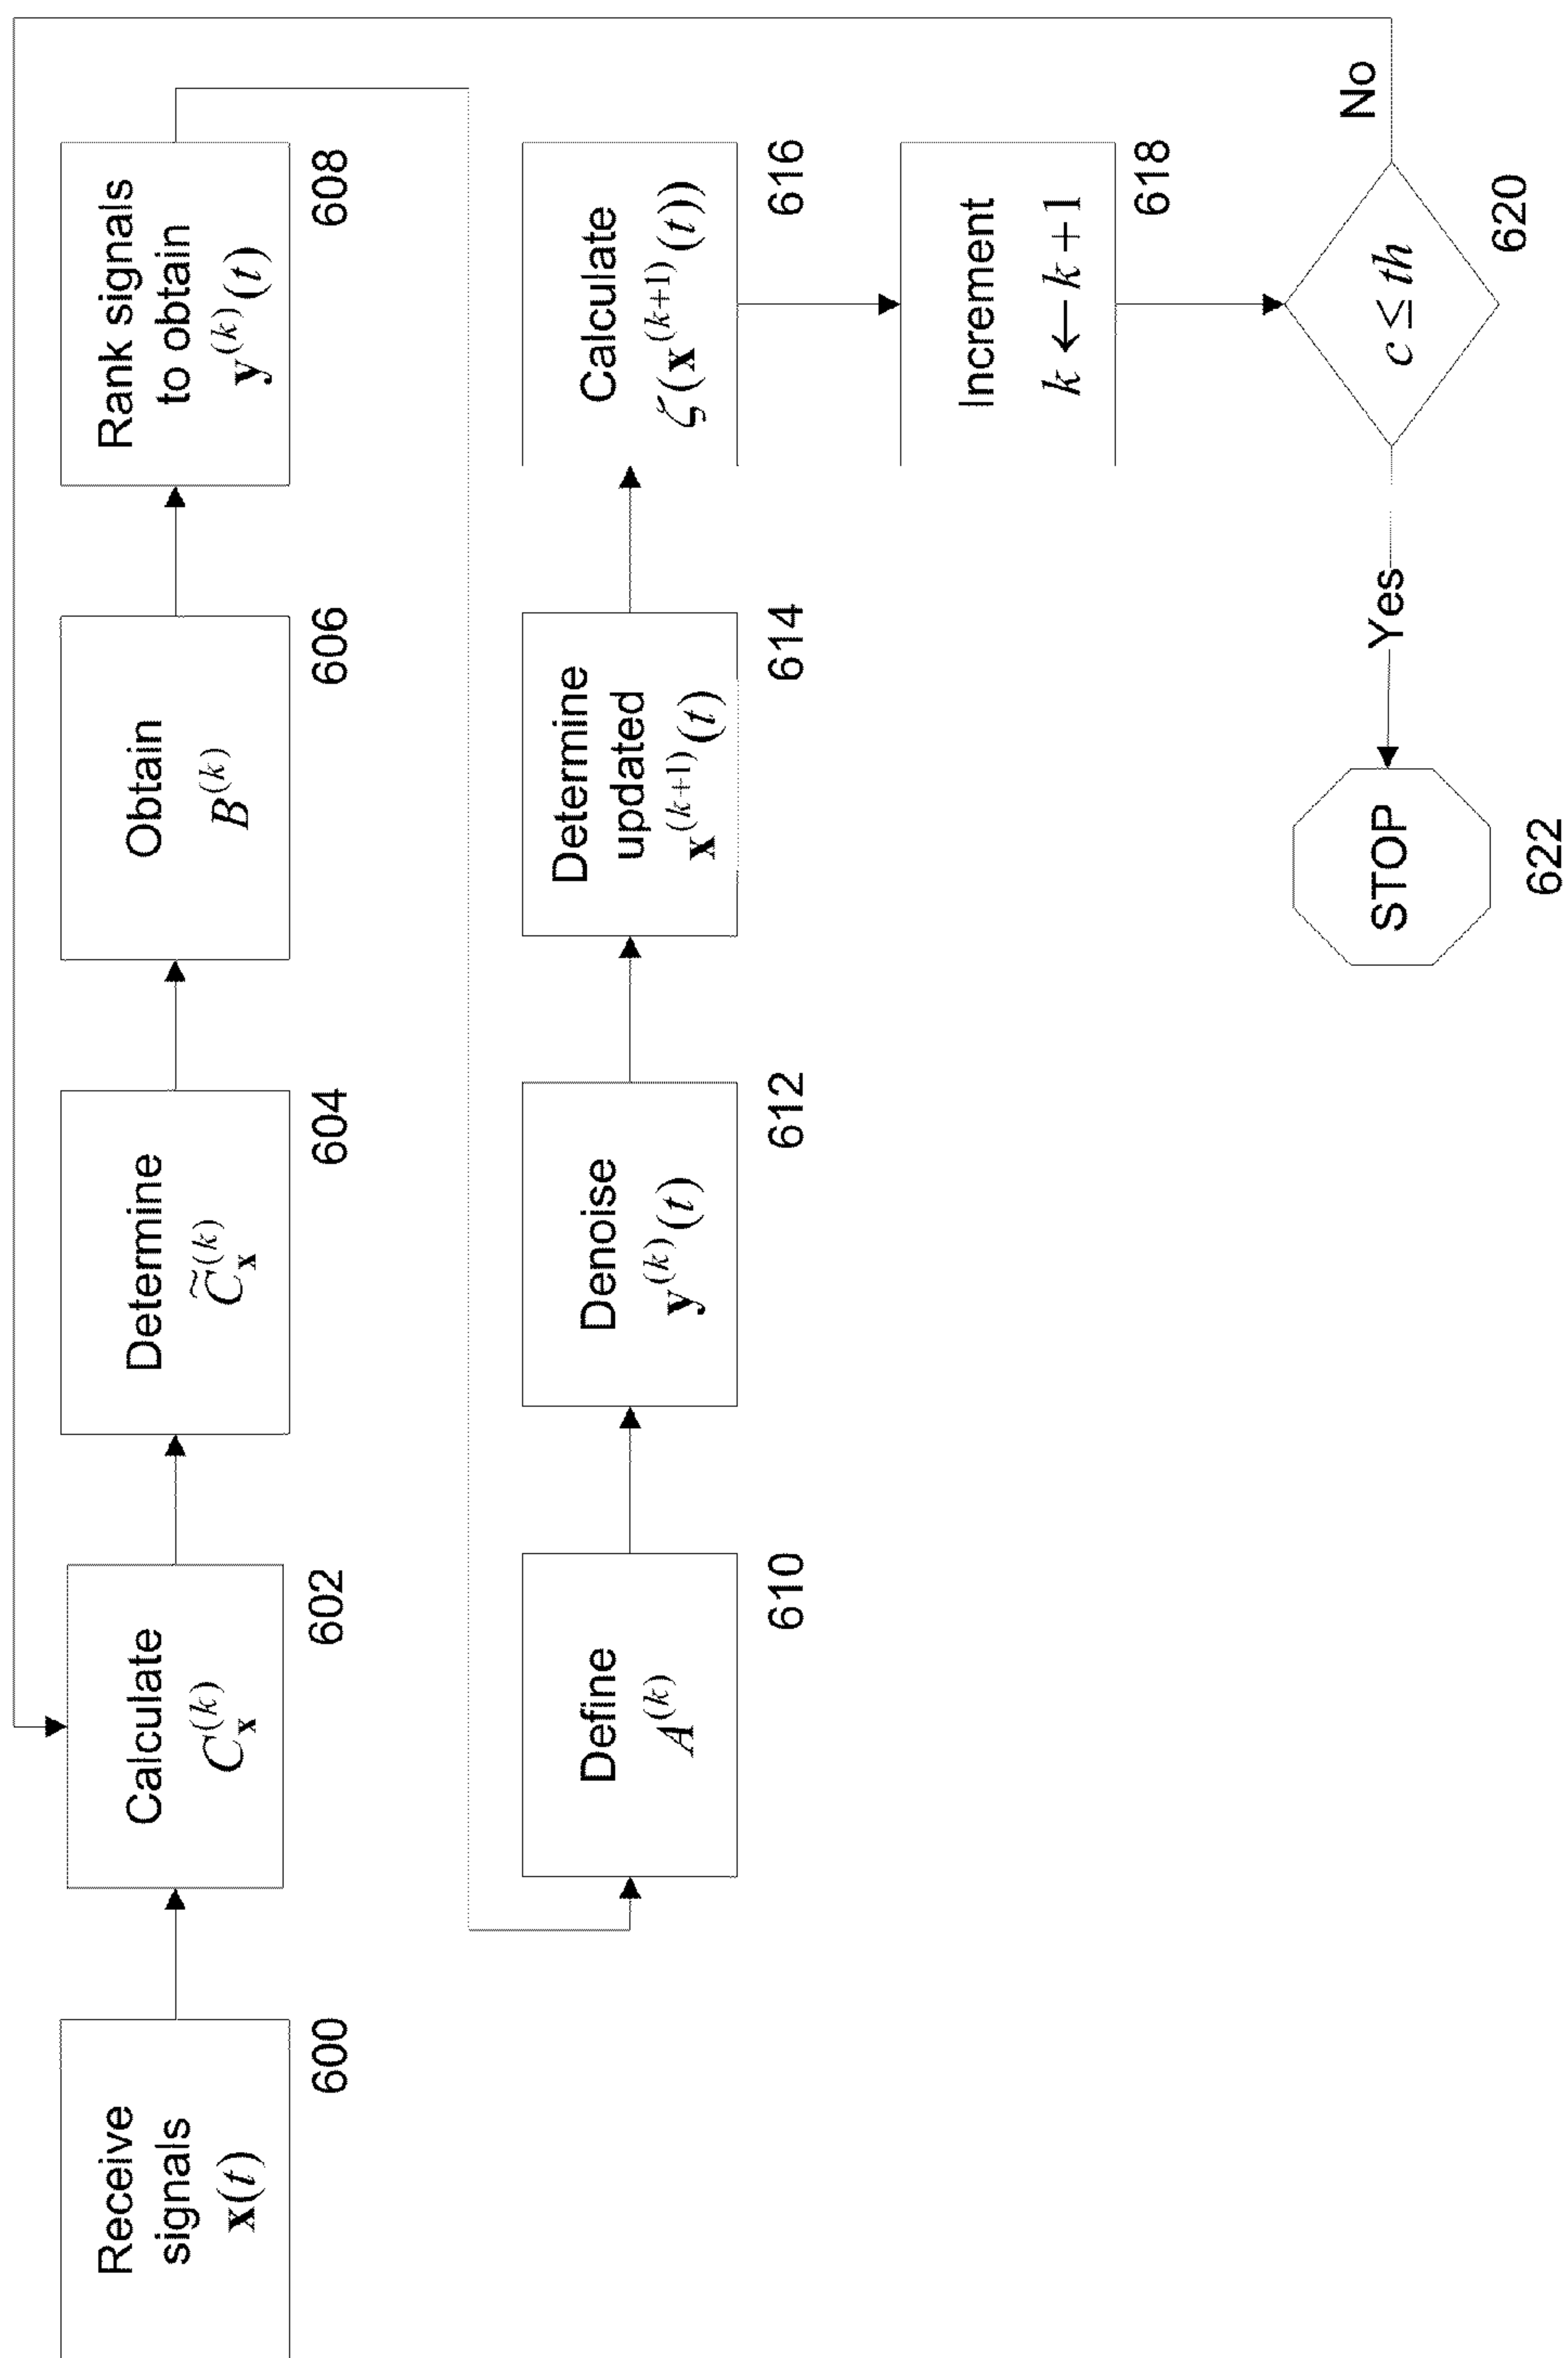 Receive
signals
x(t)
600
Calculate
C_x^(k)
602
Determine
C̃_x^(k)
604
Obtain
B^(k)
606
Rank signals
to obtain
y^(k)(t)
608
Define
A^(k)
610
Denoise
y^(k)(t)
612
Determine
updated
x^(k+1)(t)
614
Calculate
ζ(x^(k+1)(t))
616
Increment
k ← k+1
618
c ≤ th
620
No
Yes
STOP
622